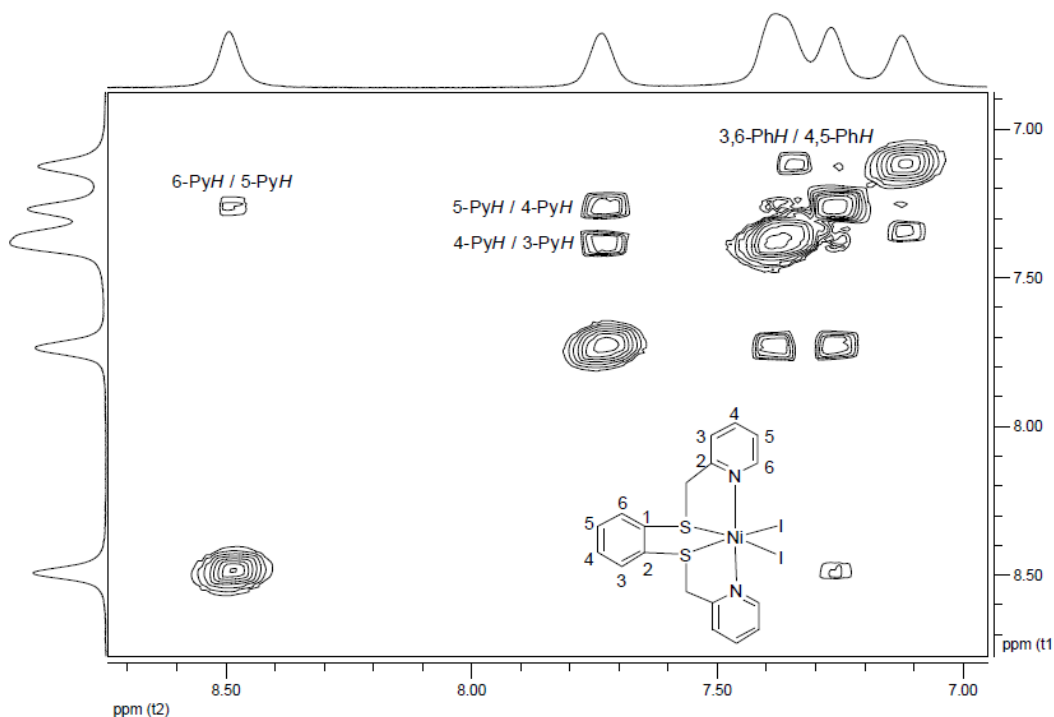 3,6-PhH / 4,5-PhH
6-PyH / 5-PyH
5-PyH / 4-PyH
4-PyH / 3-PyH
7.00
7.50
8.00
8.50
ppm (t1
4
3
5
2
6
N
6
1
5
S
I
Ni
4
S
I
2
3
N
8.50
8.00
7.50
7.00
ppm (t2)